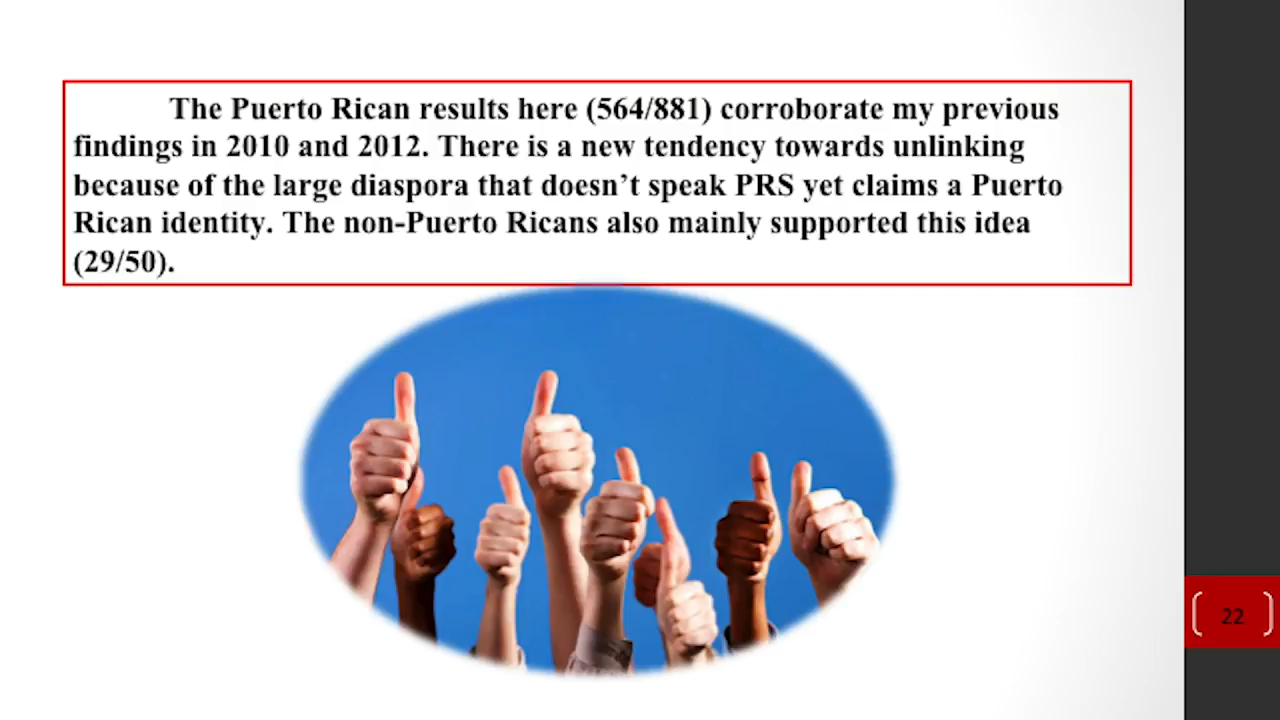 The Puerto Rican results here (564/881) corroborate my previous
findings in 2010 and 2012. There is a new tendency towards unlinking
because of the large diaspora that doesn’t speak PRS yet claims a Puerto
Rican identity. The non-Puerto Ricans also mainly supported this idea
(29/50).
22